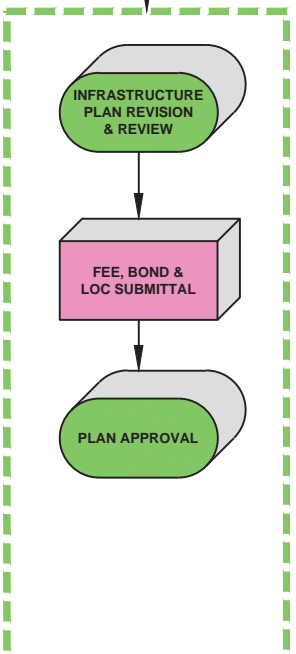 INFRASTRUCTURE
PLAN REVISION
& REVIEW
FEE, BOND &
LOC SUBMITTAL
PLAN APPROVAL